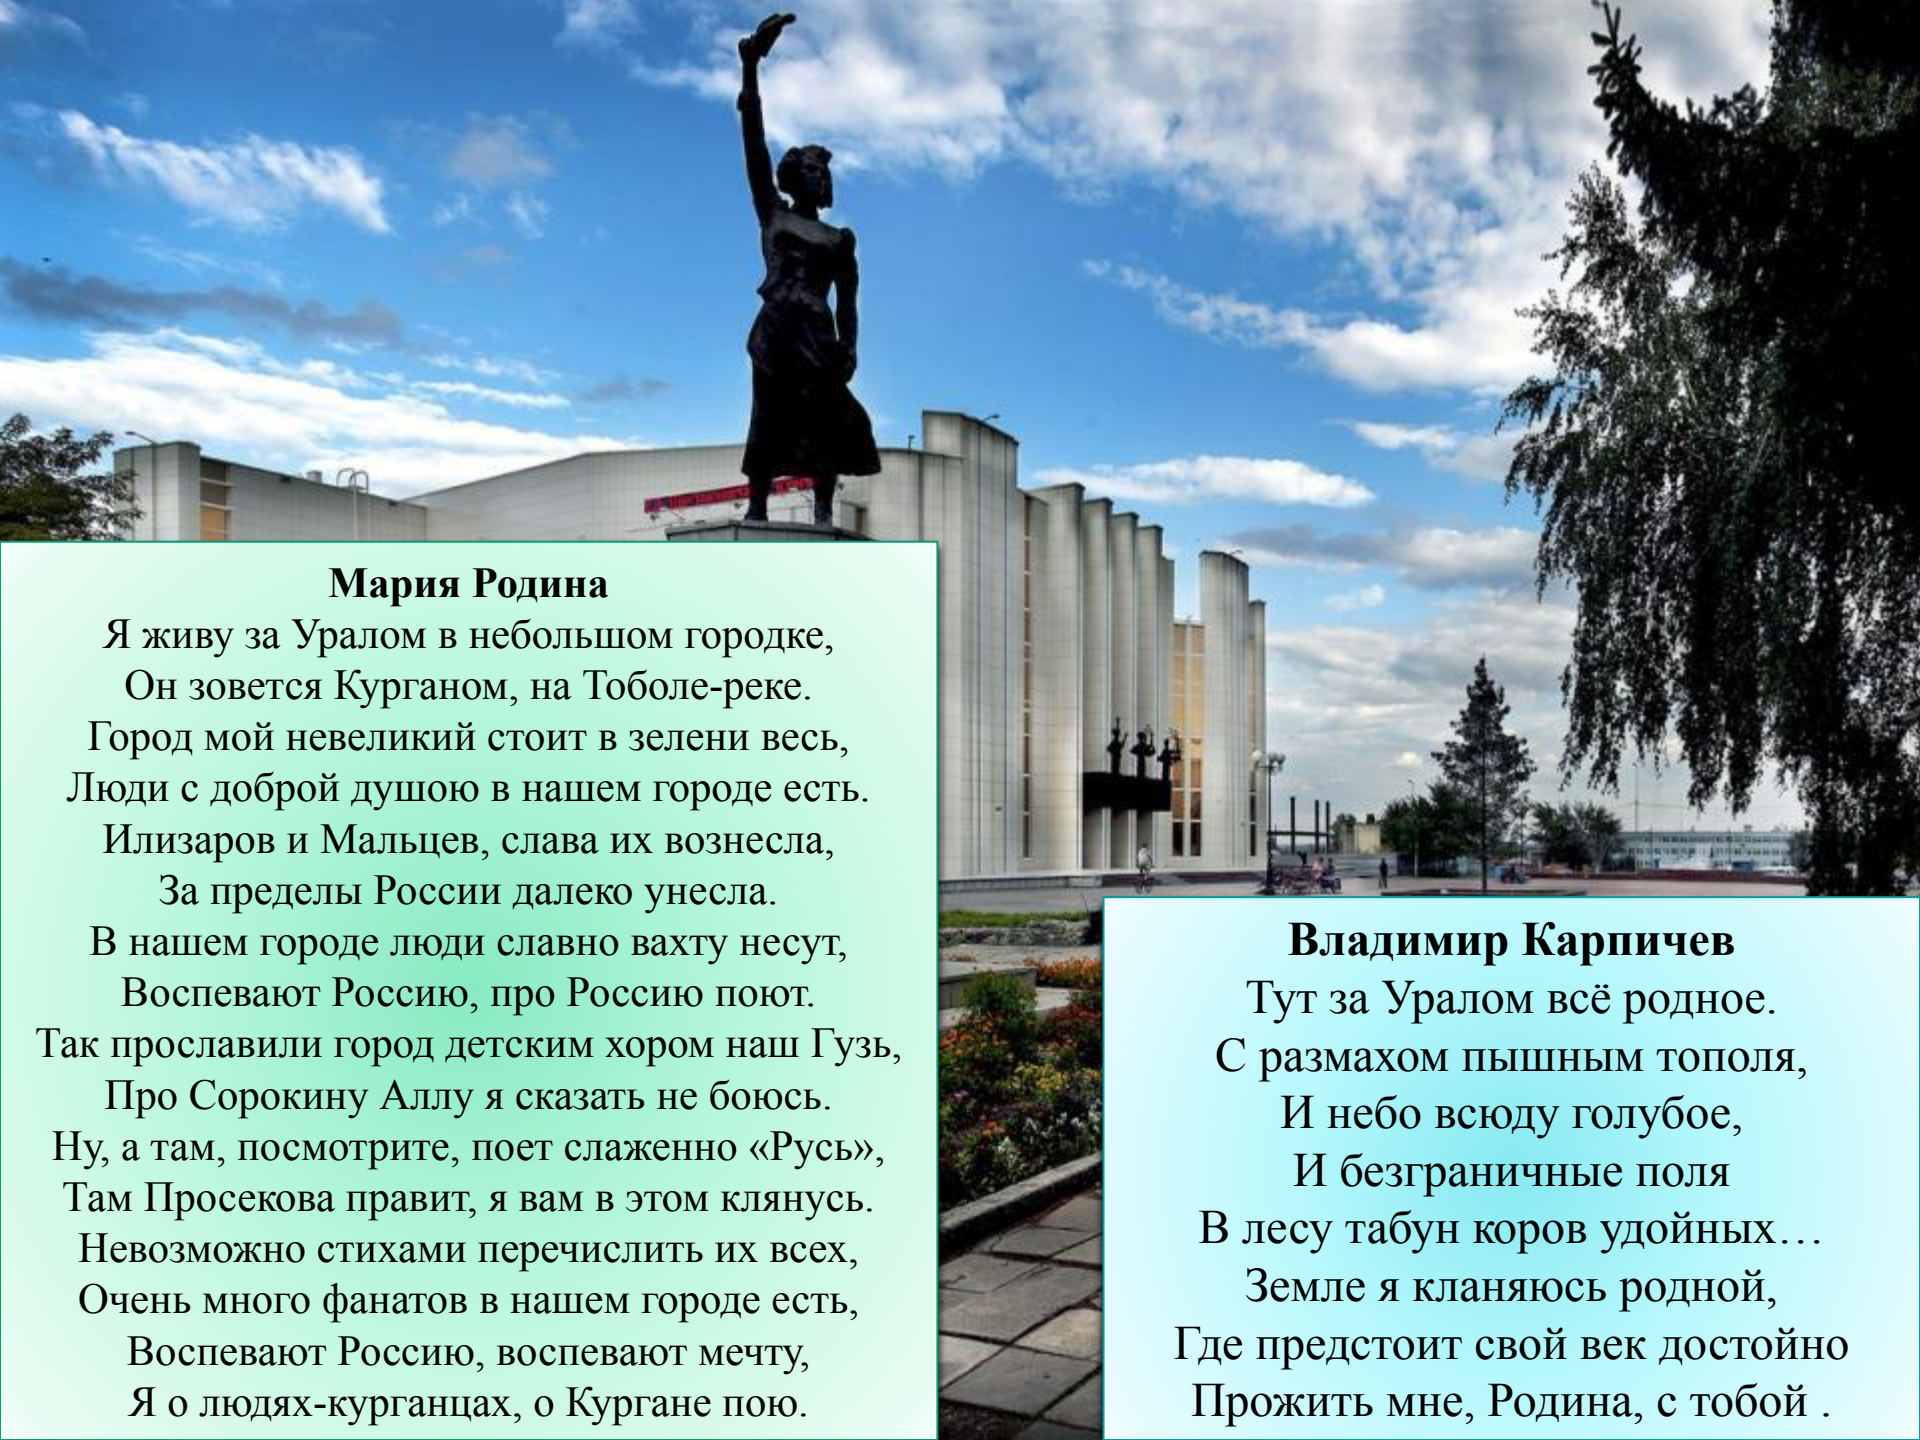 Мария Родина
Я живу за Уралом в небольшом городке,
Он зовется Курганом, на Тоболе-реке.
Город мой невеликий стоит в зелени весь,
Люди с доброй душою в нашем городе есть.
Илизаров и Мальцев, слава их вознесла,
За пределы России далеко унесла.
В нашем городе люди славно вахту несут,
Воспевают Россию, про Россию поют.
Так прославили город детским хором наш Гузь,
Про Сорокину Аллу я сказать не боюсь.
Ну, а там, посмотрите, поет слаженно «Русь»,
Там Просекова правит, я вам в этом клянусь.
Невозможно стихами перечислить их всех,
Очень много фанатов в нашем городе есть,
Воспевают Россию, воспевают мечту,
Я о людях-курганцах, о Кургане пою.
Владимир Карпичев
Тут за Уралом всё родное.
С размахом пышным тополя,
И небо всюду голубое,
И безграничные поля
В лесу табун коров удойных…
Земле я кланяюсь родной,
Где предстоит свой век достойно
Прожить мне, Родина, с тобой .